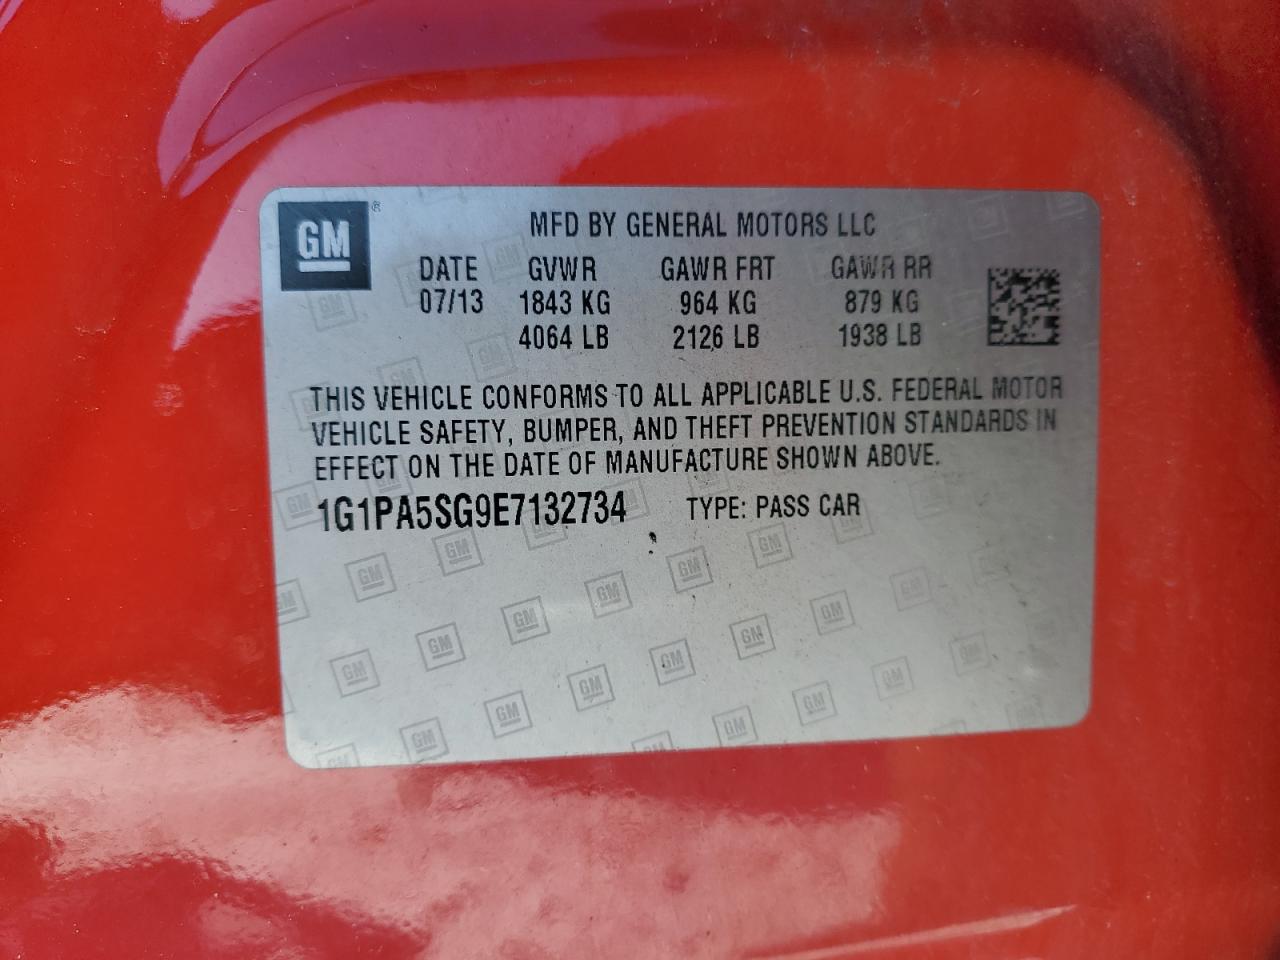 GM ® MFD BY GENERAL MOTORS LLC
DATE GVWR GAWR FRT GAWR RR
07/13 1843 KG 964 KG 879 KG
4064 LB 2126 LB 1938 LB
THIS VEHICLE CONFORMS TO ALL APPLICABLE U.S. FEDERAL MOTOR
VEHICLE SAFETY, BUMPER, AND THEFT PREVENTION STANDARDS IN
EFFECT ON THE DATE OF MANUFACTURE SHOWN ABOVE.
1G1PA5SG9E7132734 TYPE: PASS CAR